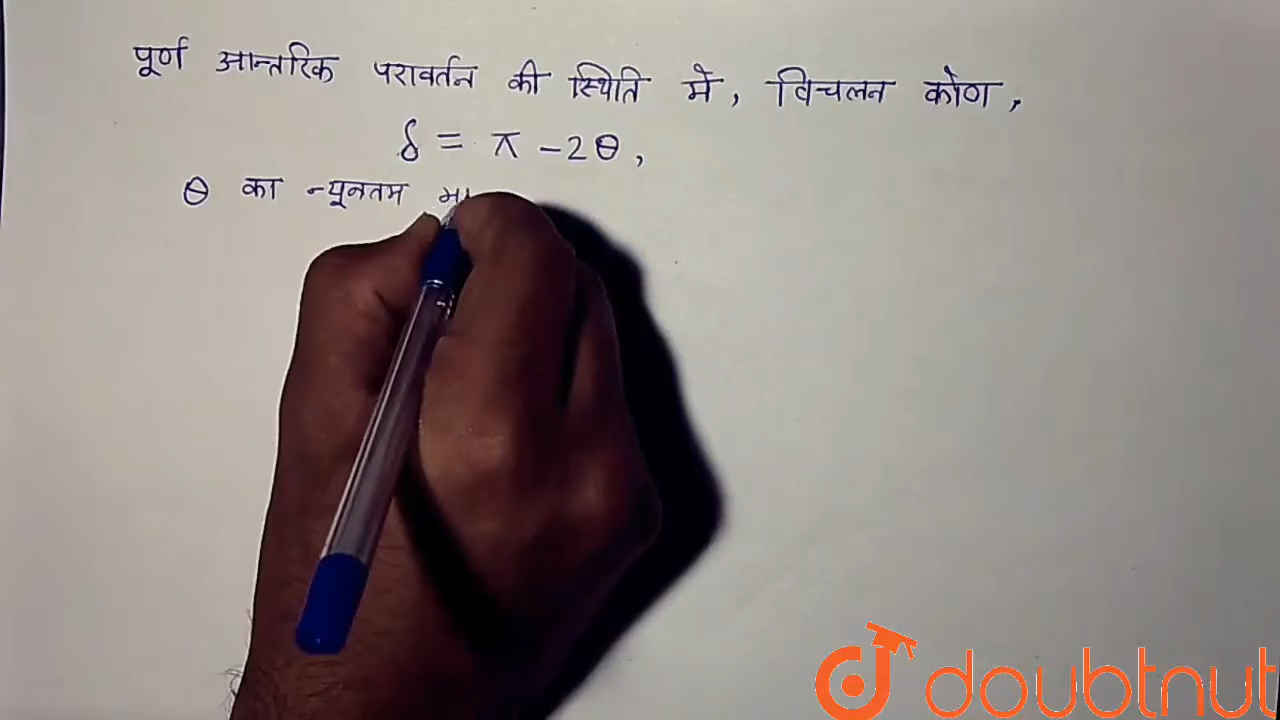 पूर्ण आन्तरिक परावर्तन की स्थिति में, विचलन कोण,
δ = π - 2θ,
θ का न्यूनतम मा
doubtnut